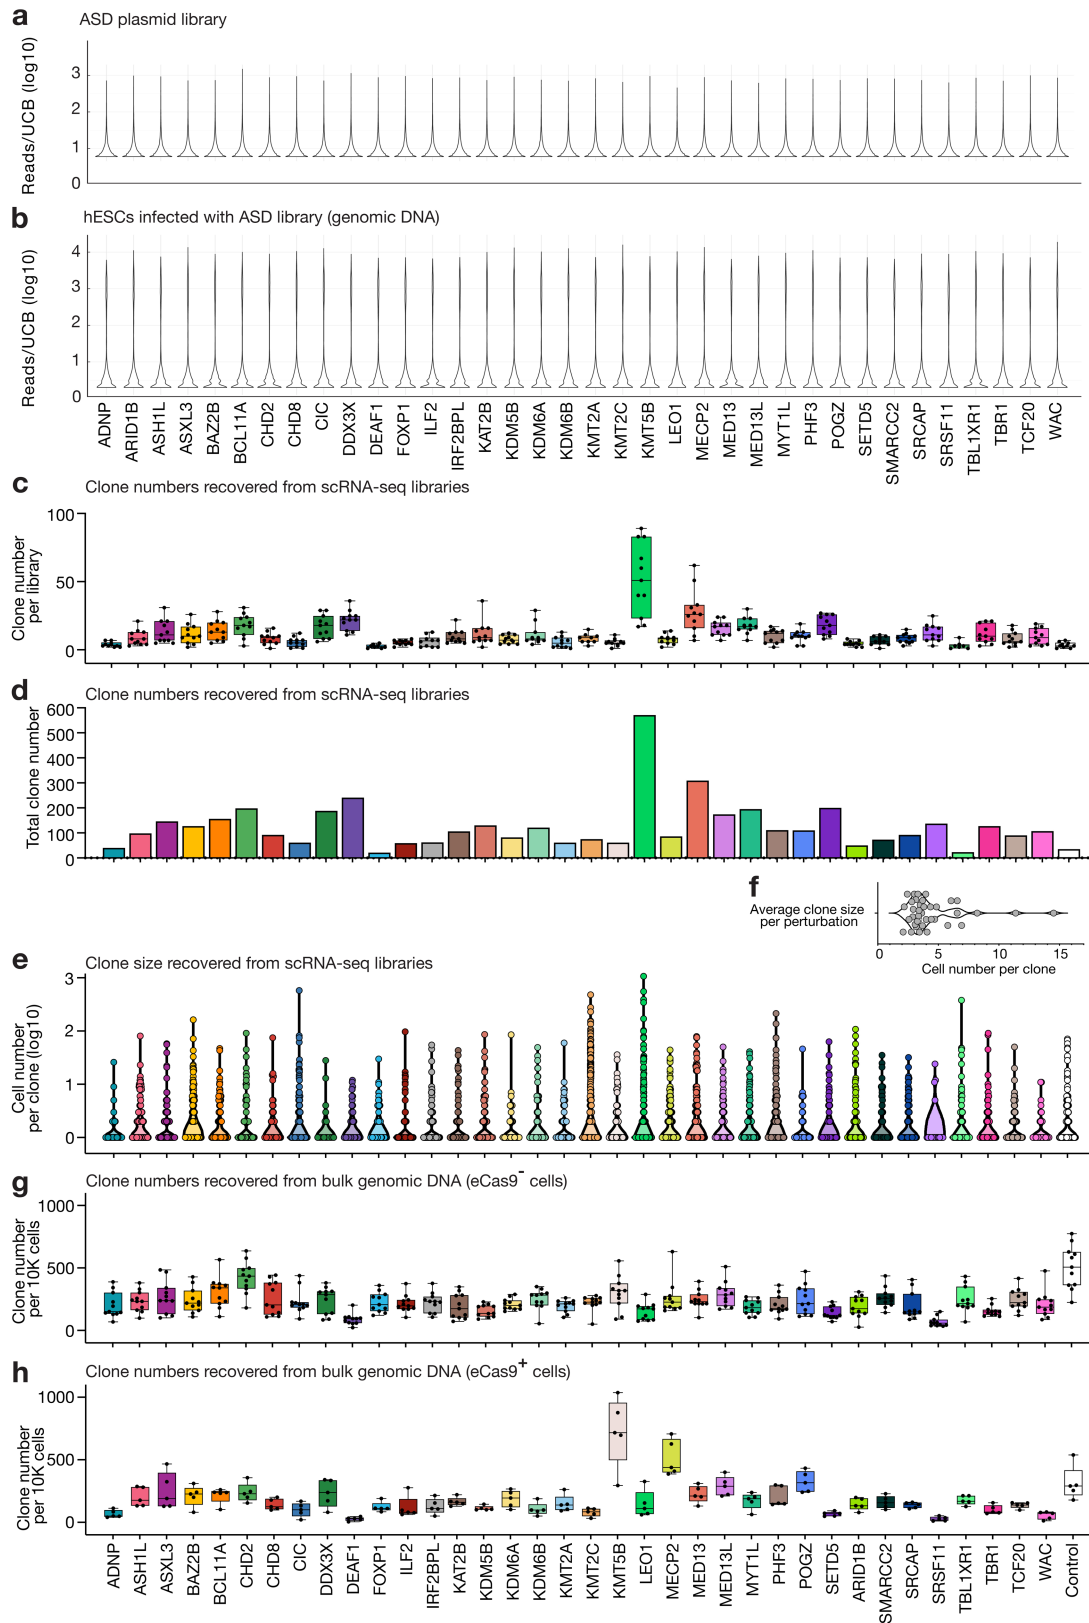 a
ASD plasmid library
Reads/UCB (log10)
3
2
1
0
b
hESCs infected with ASD library (genomic DNA)
Reads/UCB (log10)
4
3
2
1
0
ADNP
ARID1B
ASH1L
ASXL3
BAZ2B
BCL11A
CHD2
CHD8
CIC
DDX3X
DEAF1
FOXP1
ILF2
IRF2BPL
KAT2B
KDM5B
KDM6A
KDM6B
KMT2A
KMT2C
KMT5B
LEO1
MECP2
MED13
MED13L
MYT1L
PHF3
POGZ
SETD5
SMARCC2
SRCAP
SRSF11
TBL1XR1
TBR1
TCF20
WAC
c
Clone numbers recovered from scRNA-seq libraries
Clone number
per library
100
50
0
d
Clone numbers recovered from scRNA-seq libraries
Total clone number
600
500
400
300
200
100
0
f
Average clone size
per perturbation
0
5
10
15
Cell number per clone
e
Clone size recovered from scRNA-seq libraries
Cell number
per clone (log10)
3
2
1
0
g
Clone numbers recovered from bulk genomic DNA (eCas9- cells)
Clone number
per 10K cells
1000
500
0
h
Clone numbers recovered from bulk genomic DNA (eCas9+ cells)
Clone number
per 10K cells
1000
500
0
ADNP
ASH1L
ASXL3
BAZ2B
BCL11A
CHD2
CHD8
CIC
DDX3X
DEAF1
FOXP1
ILF2
IRF2BPL
KAT2B
KDM5B
KDM6A
KDM6B
KMT2A
KMT2C
KMT5B
LEO1
MECP2
MED13
MED13L
MYT1L
PHF3
POGZ
SETD5
ARID1B
SMARCC2
SRCAP
SRSF11
TBL1XR1
TBR1
TCF20
WAC
Control